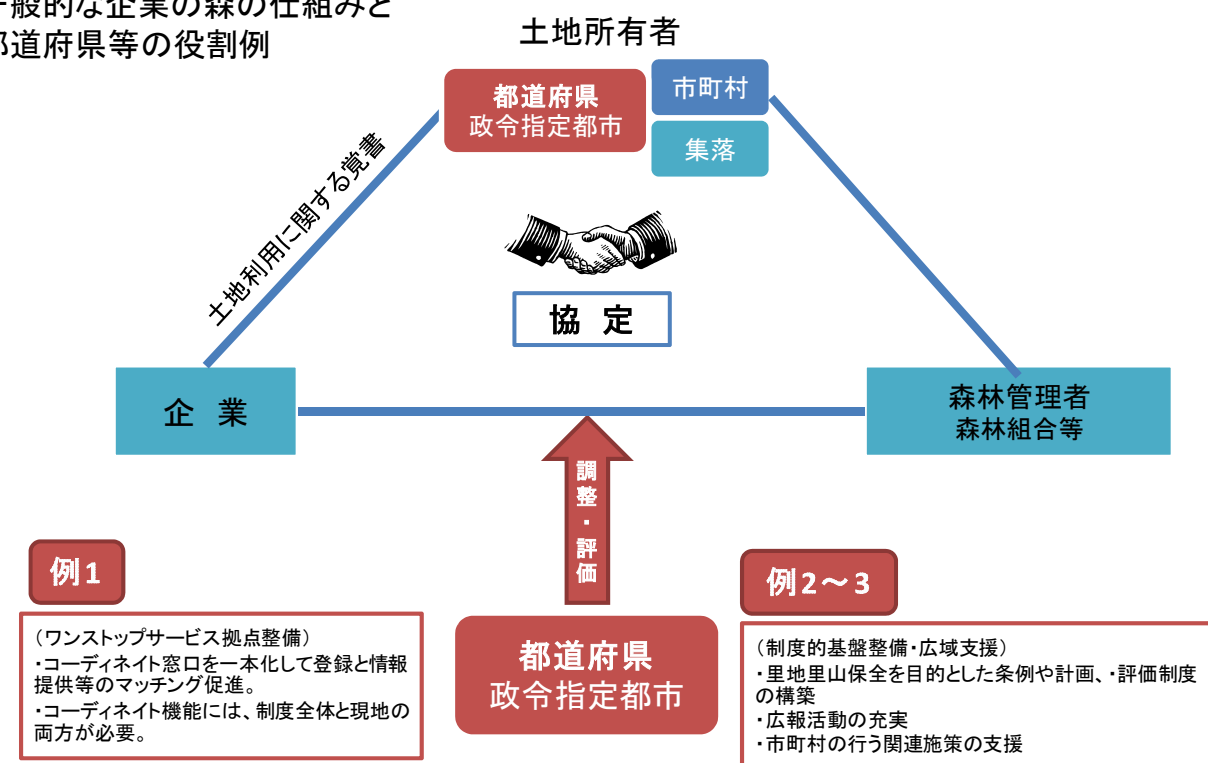 一般的な企業の森の仕組みと
都道府県等の役割例
土地所有者
都道府県
政令指定都市
市町村
集落
土地利用に関する覚書
協 定
企 業
森林管理者
森林組合等
調整・評価
例1
(ワンストップサービス拠点整備)
・コーディネイト窓口を一本化して登録と情報
提供等のマッチング促進。
・コーディネイト機能には、制度全体と現地の
両方が必要。
都道府県
政令指定都市
例2～3
(制度的基盤整備・広域支援)
・里地里山保全を目的とした条例や計画、・評価制度
の構築
・広報活動の充実
・市町村の行う関連施策の支援